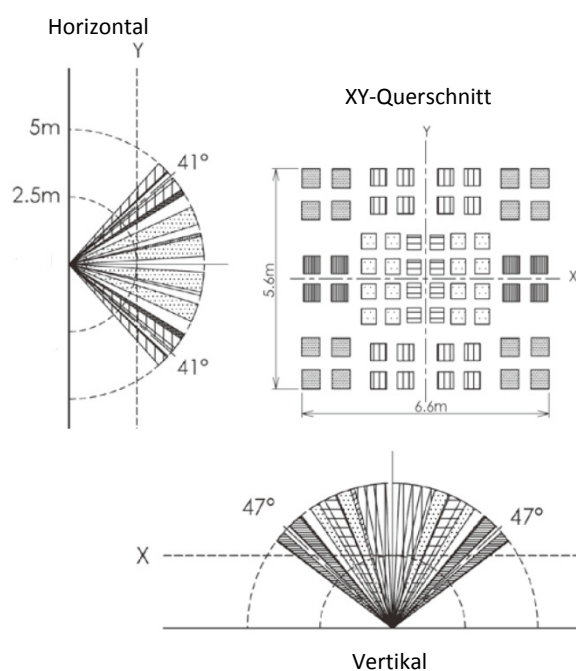 Horizontal
Y
5m
41°
2.5m
41°
XY-Querschnitt
Y
X
5.6m
6.6m
47°
47°
X
Vertikal